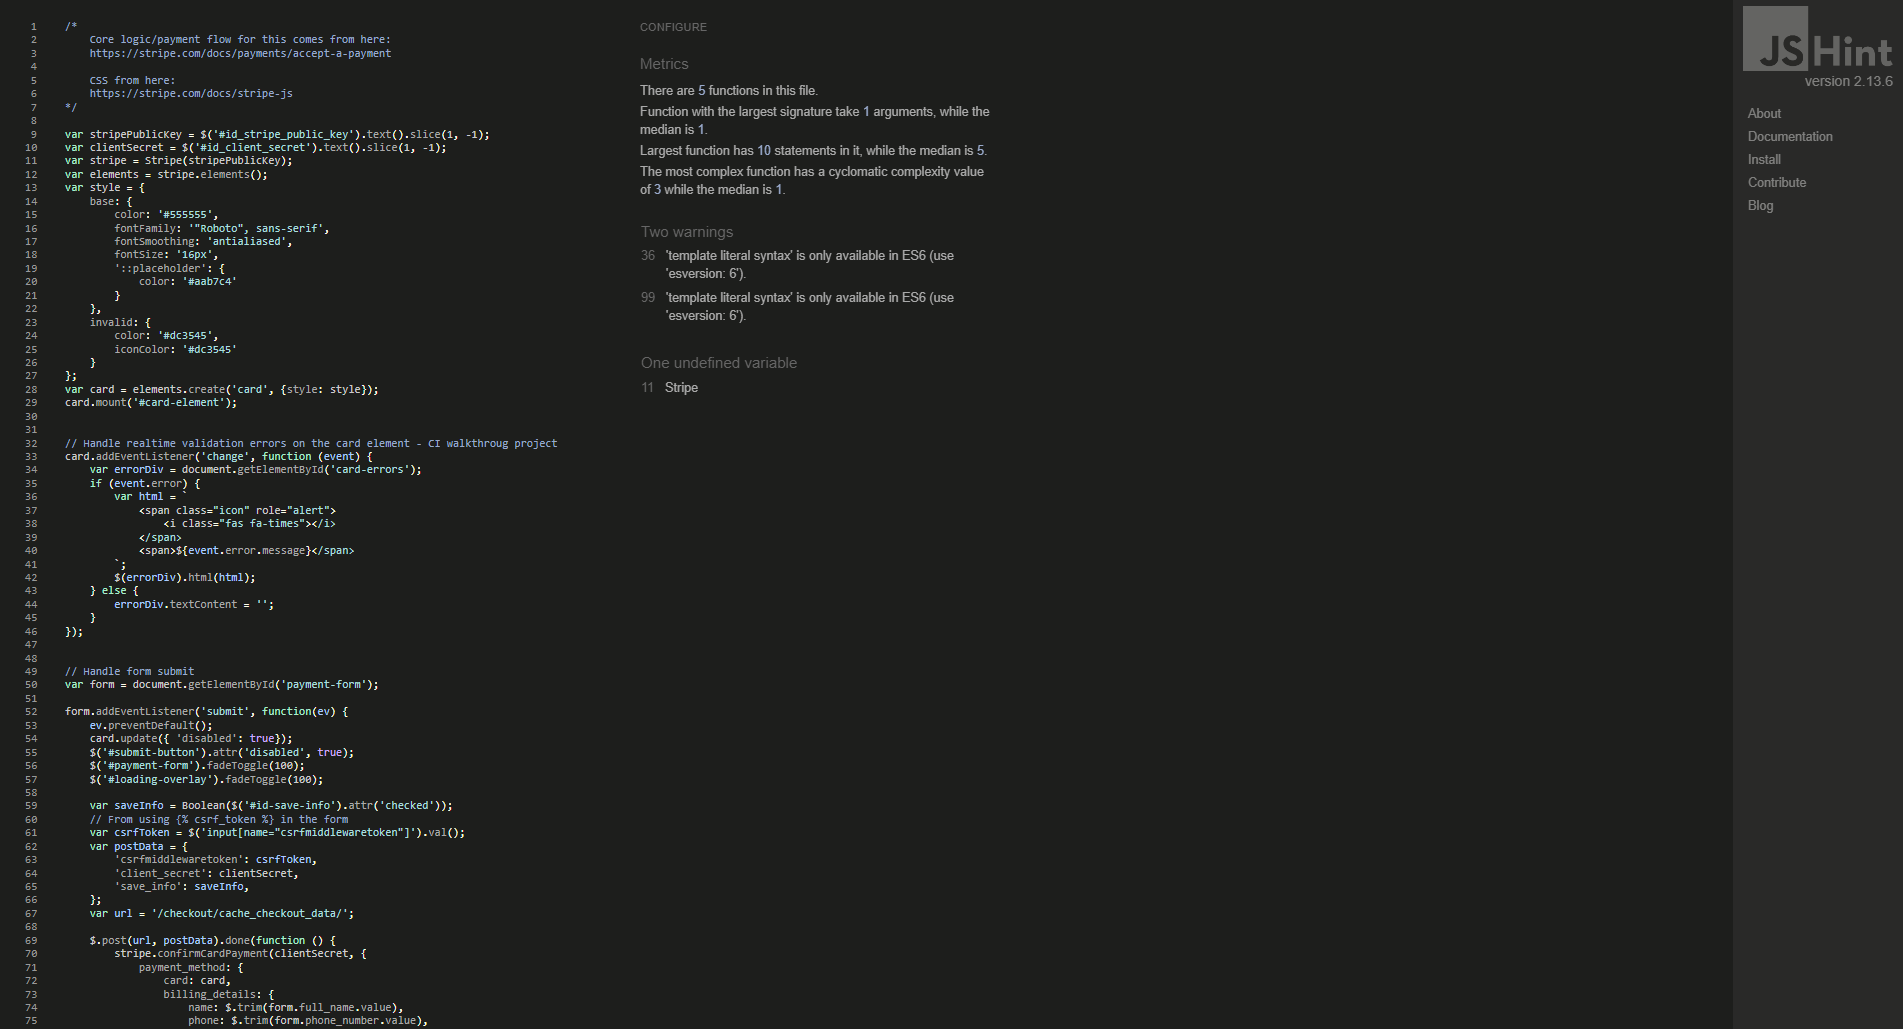 1 /*
2 Core logic/payment flow for this comes from here:
3 https://stripe.com/docs/payments/accept-a-payment
4
5 CSS from here:
6 https://stripe.com/docs/stripe-js
7 */
8
9 var stripePublicKey = $('#id_stripe_public_key').text().slice(1, -1);
10 var clientSecret = $('#id_client_secret').text().slice(1, -1);
11 var stripe = Stripe(stripePublicKey);
12 var elements = stripe.elements();
13 var style = {
14 base: {
15 color: '#555555',
16 fontFamily: '"Roboto", sans-serif',
17 fontSmoothing: 'antialiased',
18 fontSize: '16px',
19 '::placeholder': {
20 color: '#aab7c4'
21 }
22 },
23 invalid: {
24 color: '#dc3545',
25 iconColor: '#dc3545'
26 }
27 };
28 var card = elements.create('card', {style: style});
29 card.mount('#card-element');
30
31
32 // Handle realtime validation errors on the card element - CI walkthroug project
33 card.addEventListener('change', function (event) {
34 var errorDiv = document.getElementById('card-errors');
35 if (event.error) {
36 var html = `
37 <span class="icon" role="alert">
38 <i class="fas fa-times"></i>
39 </span>
40 <span>${event.error.message}</span>
41 `;
42 $(errorDiv).html(html);
43 } else {
44 errorDiv.textContent = '';
45 }
46 });
47
48
49 // Handle form submit
50 var form = document.getElementById('payment-form');
51
52 form.addEventListener('submit', function(ev) {
53 ev.preventDefault();
54 card.update({ 'disabled': true});
55 $('#submit-button').attr('disabled', true);
56 $('#payment-form').fadeToggle(100);
57 $('#loading-overlay').fadeToggle(100);
58
59 var saveInfo = Boolean($('#id-save-info').attr('checked'));
60 // From using {% csrf_token %} in the form
61 var csrfToken = $('input[name="csrfmiddlewaretoken"]').val();
62 var postData = {
63 'csrfmiddlewaretoken': csrfToken,
64 'client_secret': clientSecret,
65 'save_info': saveInfo,
66 };
67 var url = '/checkout/cache_checkout_data/';
68
69 $.post(url, postData).done(function () {
70 stripe.confirmCardPayment(clientSecret, {
71 payment_method: {
72 card: card,
73 billing_details: {
74 name: $.trim(form.full_name.value),
75 phone: $.trim(form.phone_number.value),
CONFIGURE
Metrics
There are 5 functions in this file.
Function with the largest signature take 1 arguments, while the
median is 1.
Largest function has 10 statements in it, while the median is 5.
The most complex function has a cyclomatic complexity value
of 3 while the median is 1.
Two warnings
36 'template literal syntax' is only available in ES6 (use
'esversion: 6').
99 'template literal syntax' is only available in ES6 (use
'esversion: 6').
One undefined variable
11 Stripe
JSHint
version 2.13.6
About
Documentation
Install
Contribute
Blog